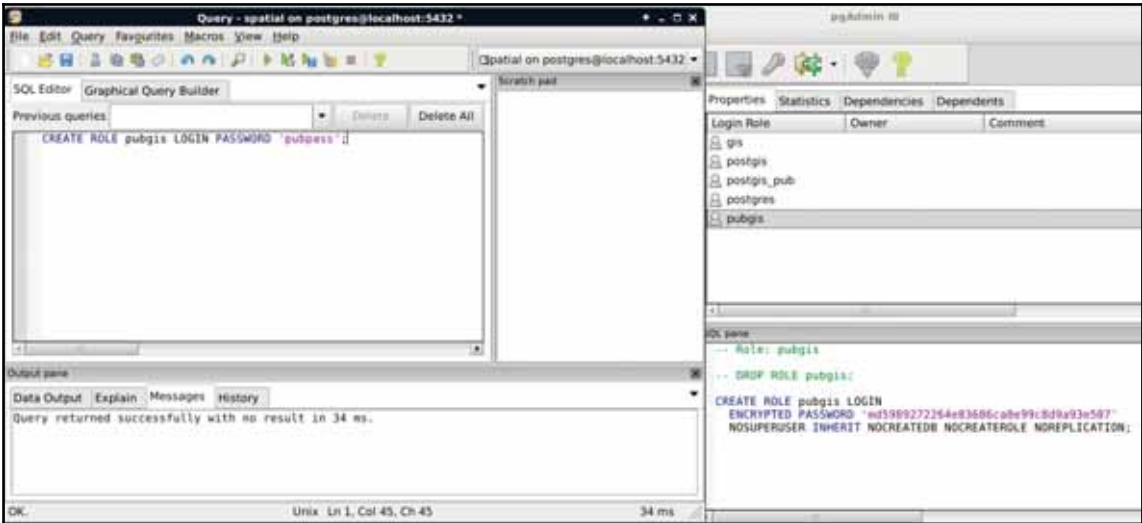 Query - spatial on postgres@localhost:5432 *
File Edit Query Favourites Macros View Help
spatial on postgres@localhost:5432
SQL Editor Graphical Query Builder
Previous queries Delete Delete All
CREATE ROLE pubgis LOGIN PASSWORD 'pubpass';
Scratch pad
Output pane
Data Output Explain Messages History
Query returned successfully with no result in 34 ms.
OK. Unix Ln 1, Col 45, Ch 45 34 ms
pgAdmin III
Properties Statistics Dependencies Dependents
Login Role Owner Comment
gis
postgis
postgis_pub
postgres
pubgis
SQL pane
-- Role: pubgis
-- DROP ROLE pubgis;
CREATE ROLE pubgis LOGIN
ENCRYPTED PASSWORD
NOSUPERUSER INHERIT NOCREATEDB NOCREATEROLE NOREPLICATION;